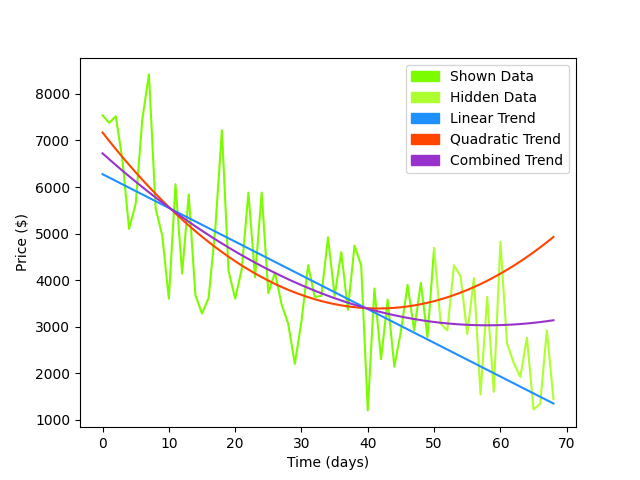 Shown Data
Hidden Data
Linear Trend
Quadratic Trend
Combined Trend
Price ($)
8000
7000
6000
5000
4000
3000
2000
1000
0 10 20 30 40 50 60 70
Time (days)